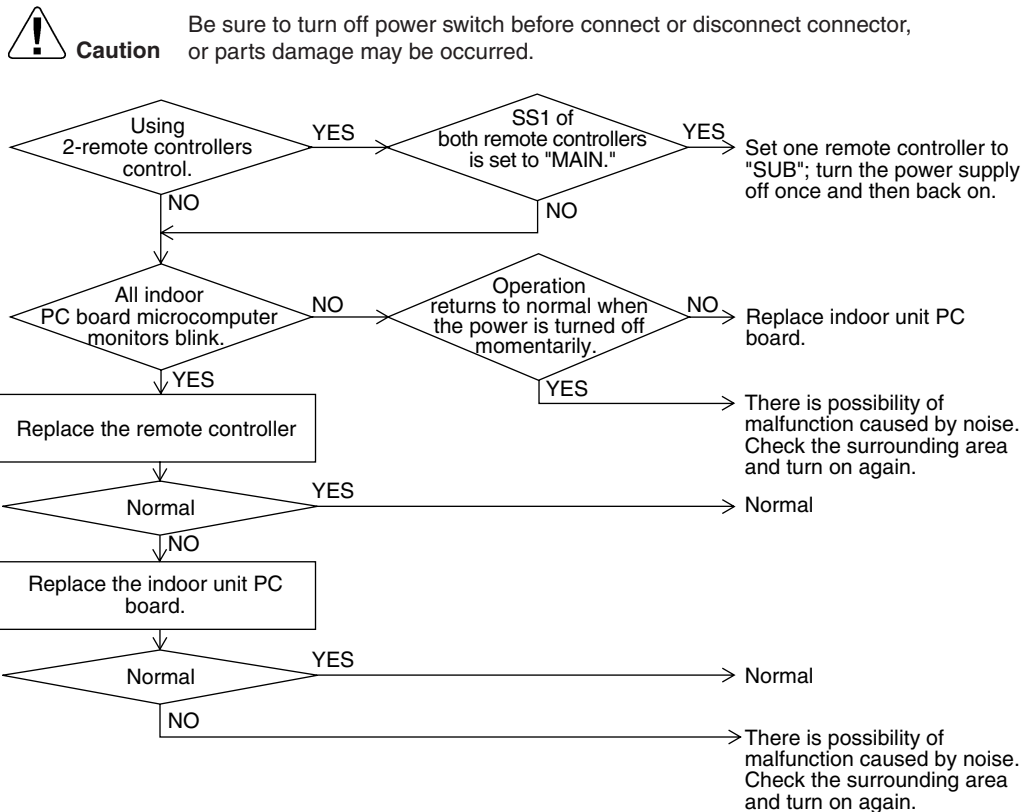 Be sure to turn off power switch before connect or disconnect connector,
Caution
or parts damage may be occurred.
Using
2-remote controllers
control.
YES
SS1 of
both remote controllers
is set to "MAIN."
YES
Set one remote controller to
"SUB"; turn the power supply
off once and then back on.
NO
NO
All indoor
PC board microcomputer
monitors blink.
NO
Operation
returns to normal when
the power is turned off
momentarily.
NO
Replace indoor unit PC
board.
YES
YES
There is possibility of
malfunction caused by noise.
Check the surrounding area
and turn on again.
Replace the remote controller
Normal
YES
Normal
NO
Replace the indoor unit PC
board.
Normal
YES
Normal
NO
There is possibility of
malfunction caused by noise.
Check the surrounding area
and turn on again.